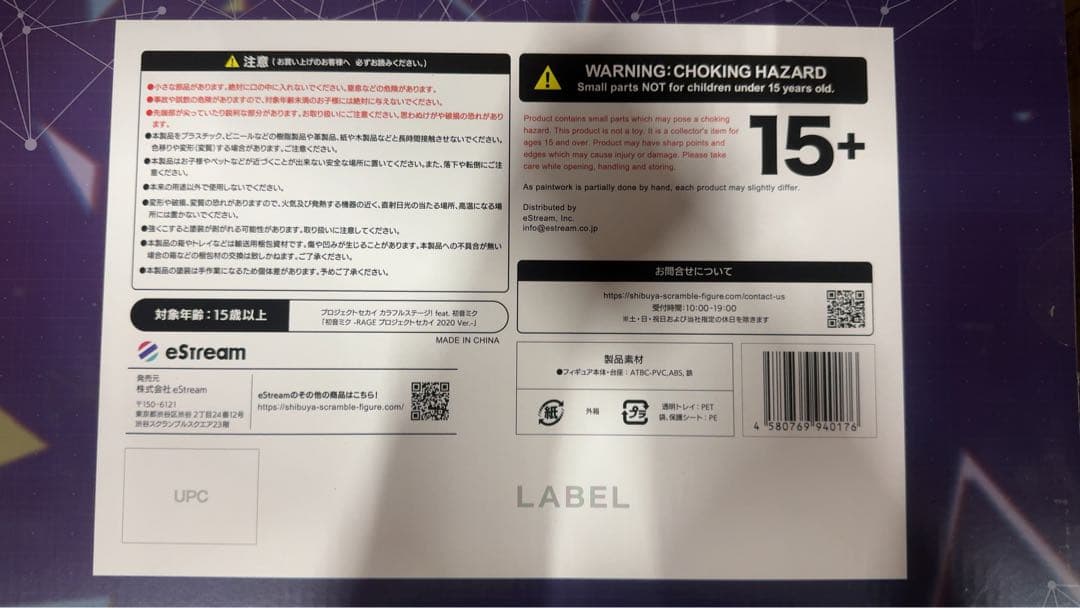 注意（お買い上げのお客様へ 必ずお読みください。）
●小さな部品があります。絶対に口の中に入れないでください。窒息などの危険があります。
●事故や誤飲の危険がありますので、対象年齢未満のお子様には絶対に与えないでください。
●先端部が尖っていたり鋭利な部分があります。お取り扱いにご注意ください。思わぬけがや破損の恐れがあり
ます。
●本製品をプラスチック、ビニールなどの樹脂製品や革製品、紙や木製品などと長時間接触させないでください。
色移りや変形（変質）する場合があります。ご注意ください。
●本製品はお子様やペットなどが近づくことが出来ない安全な場所に置いてください。また、落下や転倒にご注
意ください。
●本来の用途以外で使用しないでください。
●変形や破損、変質の恐れがありますので、火気及び発熱する機器の近く、直射日光の当たる場所、高温になる場
所には置かないでください。
●強くこすると塗装が剥がれる可能性があります。取り扱いに注意してください。
●本製品の箱やトレイなどは輸送用梱包資材です。傷や凹みが生じることがあります。本製品への不具合が無い
場合の箱などの梱包材の交換は致しかねます。ご了承ください。
●本製品の塗装は手作業になるため個体差があります。予めご了承ください。
対象年齢：15歳以上
プロジェクトセカイ カラフルステージ! feat. 初音ミク
「初音ミク -RAGE プロジェクトセカイ 2020 Ver.-」
MADE IN CHINA
eStream
発売元
株式会社 eStream
〒150-6121
東京都渋谷区渋谷 2丁目24番12号
渋谷スクランブルスクエア23階
eStreamのその他の商品はこちら!
https://shibuya-scramble-figure.com/
UPC
WARNING: CHOKING HAZARD
Small parts NOT for children under 15 years old.
Product contains small parts which may pose a choking
hazard. This product is not a toy. It is a collector's item for
ages 15 and over. Product may have sharp points and
edges which may cause injury or damage. Please take
care while opening, handling and storing.
15+
As paintwork is partially done by hand, each product may slightly differ.
Distributed by
eStream, Inc.
info@estream.co.jp
お問合せについて
https://shibuya-scramble-figure.com/contact-us
受付時間:10:00-19:00
※土・日・祝日および当社指定の休日を除きます
製品素材
●フィギュア本体・台座：ATBC-PVC,ABS, 鉄
紙
外箱
プラ
透明トレイ：PET
袋、保護シート：PE
4 580769 940176
LABEL